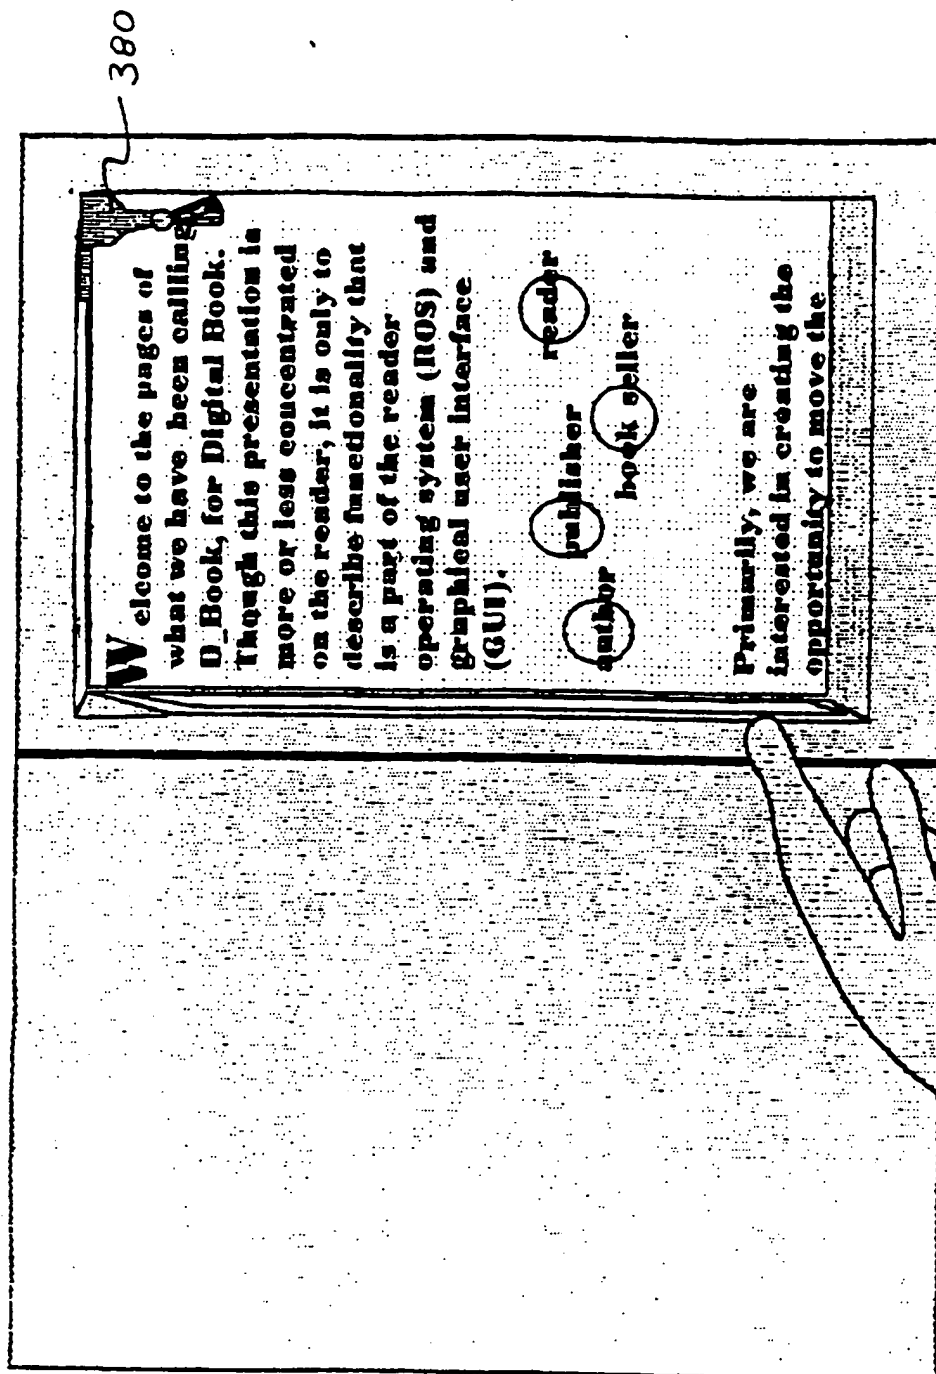 380
Welcome to the pages of
what we have been calling
D_Book, for Digital Book.
Though this presentation is
more or less concentrated
on the reader, it is only to
describe funmedonality that
is a part of the reader
operating system (ROS) and
graphical user interface
(GUI).
author publisher book seller reader
Primarily, we are
interested in creating the
opportunity to move the